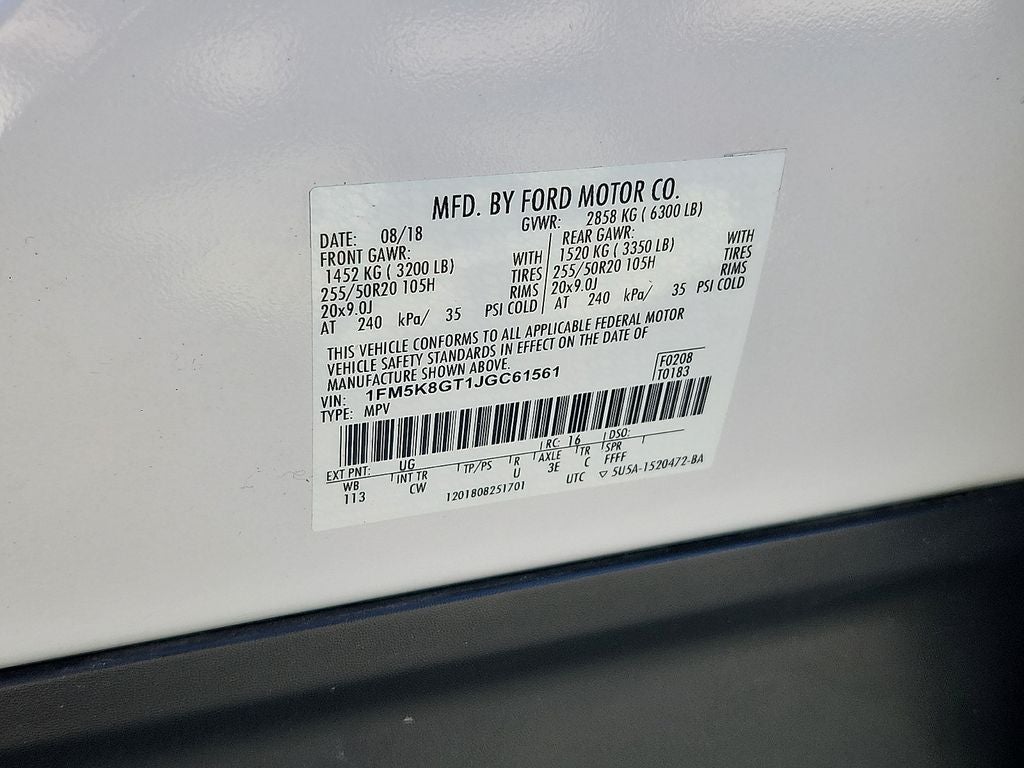 MFD. BY FORD MOTOR CO.
DATE: 08/18 GVWR: 2858 KG ( 6300 LB)
FRONT GAWR: REAR GAWR:
1452 KG ( 3200 LB) WITH 1520 KG ( 3350 LB) WITH
255/50R20 105H TIRES 255/50R20 105H TIRES
20x9.0J RIMS 20x9.0J RIMS
AT 240 kPa/ 35 PSI COLD AT 240 kPa/ 35 PSI COLD
THIS VEHICLE CONFORMS TO ALL APPLICABLE FEDERAL MOTOR
VEHICLE SAFETY STANDARDS IN EFFECT ON THE DATE OF
MANUFACTURE SHOWN ABOVE.
VIN: 1FM5K8GT1JGC61561 F0208
TYPE: MPV T0183
EXT PNT: UG RC: 16 DSO:
WB INT TR TP/PS R AXLE TR SPR
113 CW U 3E C FFFF
1201808251701 UTC ▽ 5U5A-1520472-BA